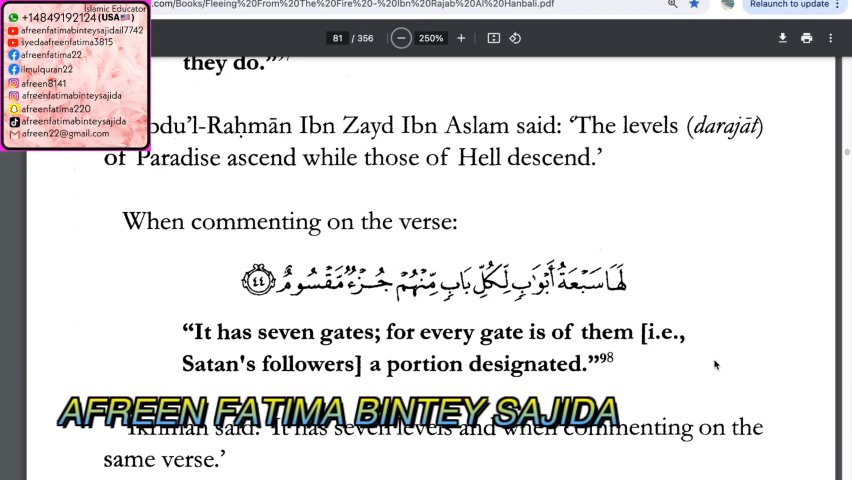 .com/Books/Fleeing%20From%20The%20Fire%20-%20Ibn%20Rajab%20Al%20Hanbali.pdf
Relaunch to update
Islamic Educator
+14849192124 (USA🇺🇸)
afreenfatimabinteysajidail7742
syedaafreenfatima3815
afreenfatima22
ilmulquran22
afreen8141
afreenfatimabinteysajida
afreenfatima220
afreenfatimabinteysajida
afreen22@gmail.com
81 / 356
250%
they do.”
odu’l-Raḥmān Ibn Zayd Ibn Aslam said: ‘The levels (darajāt)
of Paradise ascend while those of Hell descend.’
When commenting on the verse:
لَهَا سَبْعَةُ أَبْوَٰبٍ لِّكُلِّ بَابٍ مِّنْهُمْ جُزْءٌ مَّقْسُومٌ ٤٤
“It has seven gates; for every gate is of them [i.e.,
Satan's followers] a portion designated.”98
AFREEN FATIMA BINTEY SAJIDA
said: ‘It has seven levels and when commenting on the
same verse.’